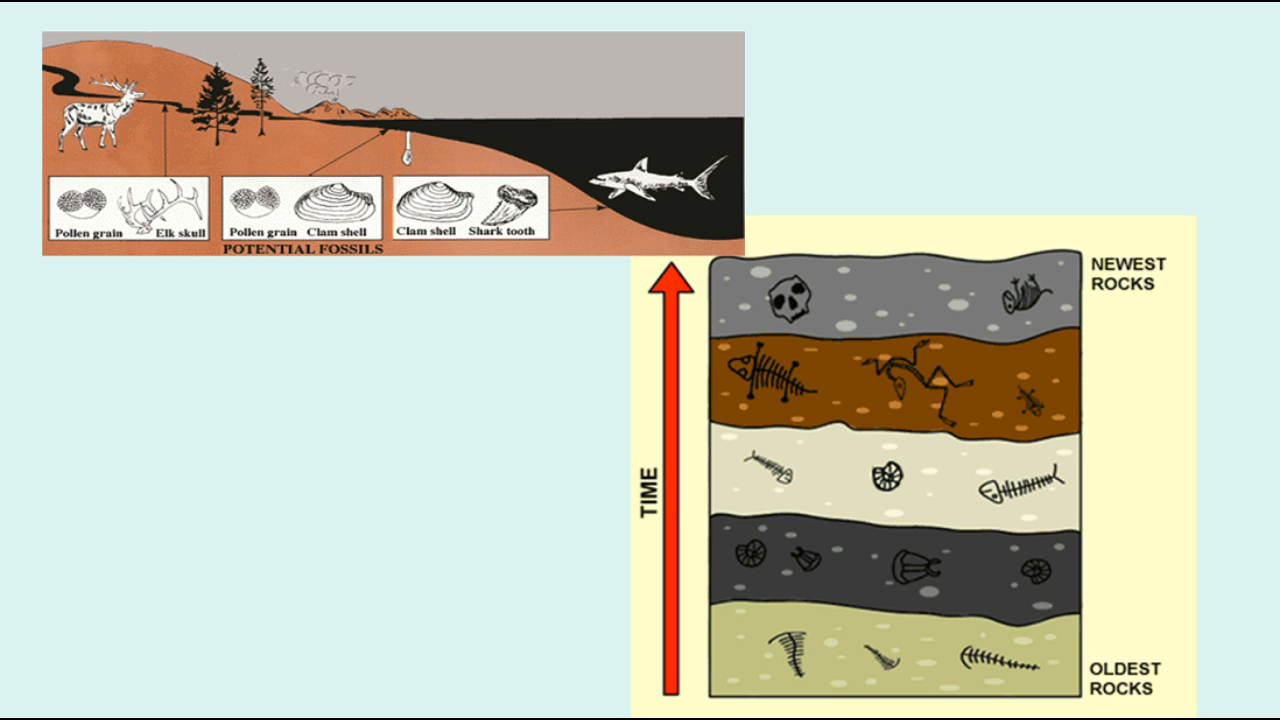 Pollen grain Elk skull
Pollen grain Clam shell
Clam shell Shark tooth
POTENTIAL FOSSILS
NEWEST
ROCKS
TIME
OLDEST
ROCKS